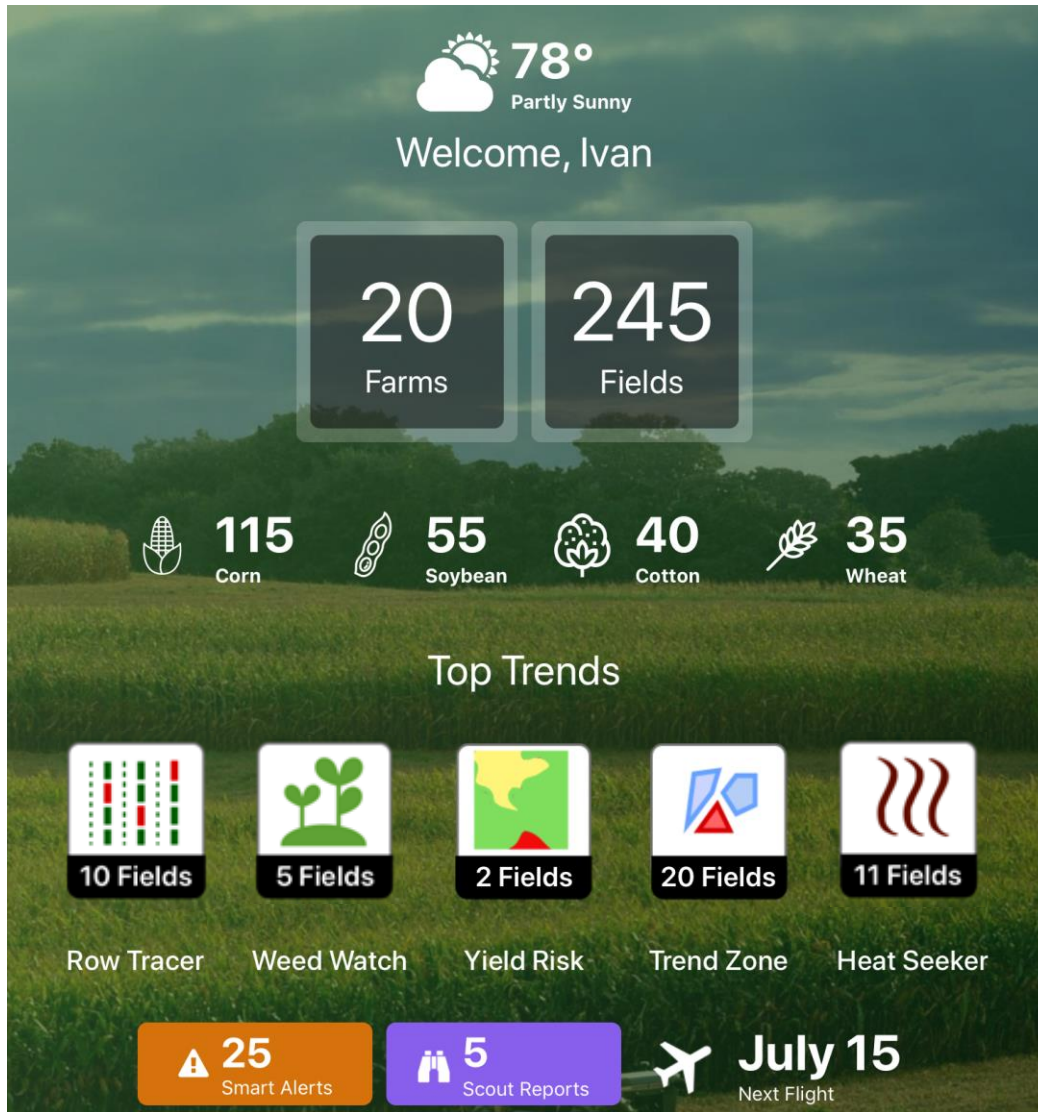 78°
Partly Sunny
Welcome, Ivan
20
Farms
245
Fields
115
Corn
55
Soybean
40
Cotton
35
Wheat
Top Trends
10 Fields
5 Fields
2 Fields
20 Fields
11 Fields
Row Tracer
Weed Watch
Yield Risk
Trend Zone
Heat Seeker
25
Smart Alerts
5
Scout Reports
July 15
Next Flight